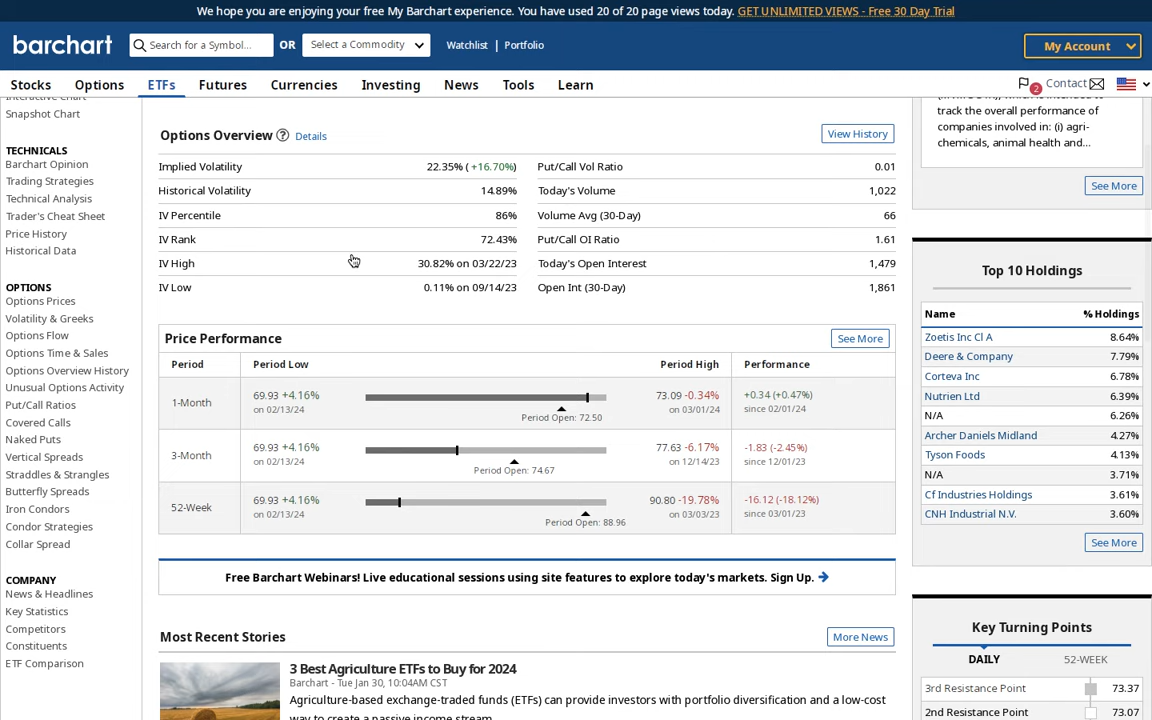 We hope you are enjoying your free My Barchart experience. You have used 20 of 20 page views today. GET UNLIMITED VIEWS - Free 30 Day Trial
barchart
Search for a Symbol...
OR
Select a Commodity
Watchlist | Portfolio
My Account
Stocks
Options
ETFs
Futures
Currencies
Investing
News
Tools
Learn
2
Contact
Interactive Chart
Snapshot Chart
TECHNICALS
Barchart Opinion
Trading Strategies
Technical Analysis
Trader's Cheat Sheet
Price History
Historical Data
OPTIONS
Options Prices
Volatility & Greeks
Options Flow
Options Time & Sales
Options Overview History
Unusual Options Activity
Put/Call Ratios
Covered Calls
Naked Puts
Vertical Spreads
Straddles & Strangles
Butterfly Spreads
Iron Condors
Condor Strategies
Collar Spread
COMPANY
News & Headlines
Key Statistics
Competitors
Constituents
ETF Comparison
Options Overview ? Details
View History
Implied Volatility 22.35% ( +16.70%)
Historical Volatility 14.89%
IV Percentile 86%
IV Rank 72.43%
IV High 30.82% on 03/22/23
IV Low 0.11% on 09/14/23
Put/Call Vol Ratio 0.01
Today's Volume 1,022
Volume Avg (30-Day) 66
Put/Call OI Ratio 1.61
Today's Open Interest 1,479
Open Int (30-Day) 1,861
Price Performance
See More
Period Period Low Period High Performance
1-Month
69.93 +4.16%
on 02/13/24
Period Open: 72.50
73.09 -0.34%
on 03/01/24
+0.34 (+0.47%)
since 02/01/24
3-Month
69.93 +4.16%
on 02/13/24
Period Open: 74.67
77.63 -6.17%
on 12/14/23
-1.83 (-2.45%)
since 12/01/23
52-Week
69.93 +4.16%
on 02/13/24
Period Open: 88.96
90.80 -19.78%
on 03/03/23
-16.12 (-18.12%)
since 03/01/23
Free Barchart Webinars! Live educational sessions using site features to explore today's markets. Sign Up.
Most Recent Stories
More News
3 Best Agriculture ETFs to Buy for 2024
Barchart - Tue Jan 30, 10:04AM CST
Agriculture-based exchange-traded funds (ETFs) can provide investors with portfolio diversification and a low-cost
way to create a passive income stream.
track the overall performance of
companies involved in: (i) agri-
chemicals, animal health and...
See More
Top 10 Holdings
Name % Holdings
Zoetis Inc Cl A 8.64%
Deere & Company 7.79%
Corteva Inc 6.78%
Nutrien Ltd 6.39%
N/A 6.26%
Archer Daniels Midland 4.27%
Tyson Foods 4.13%
N/A 3.71%
Cf Industries Holdings 3.61%
CNH Industrial N.V. 3.60%
See More
Key Turning Points
DAILY
52-WEEK
3rd Resistance Point 73.37
2nd Resistance Point 73.07